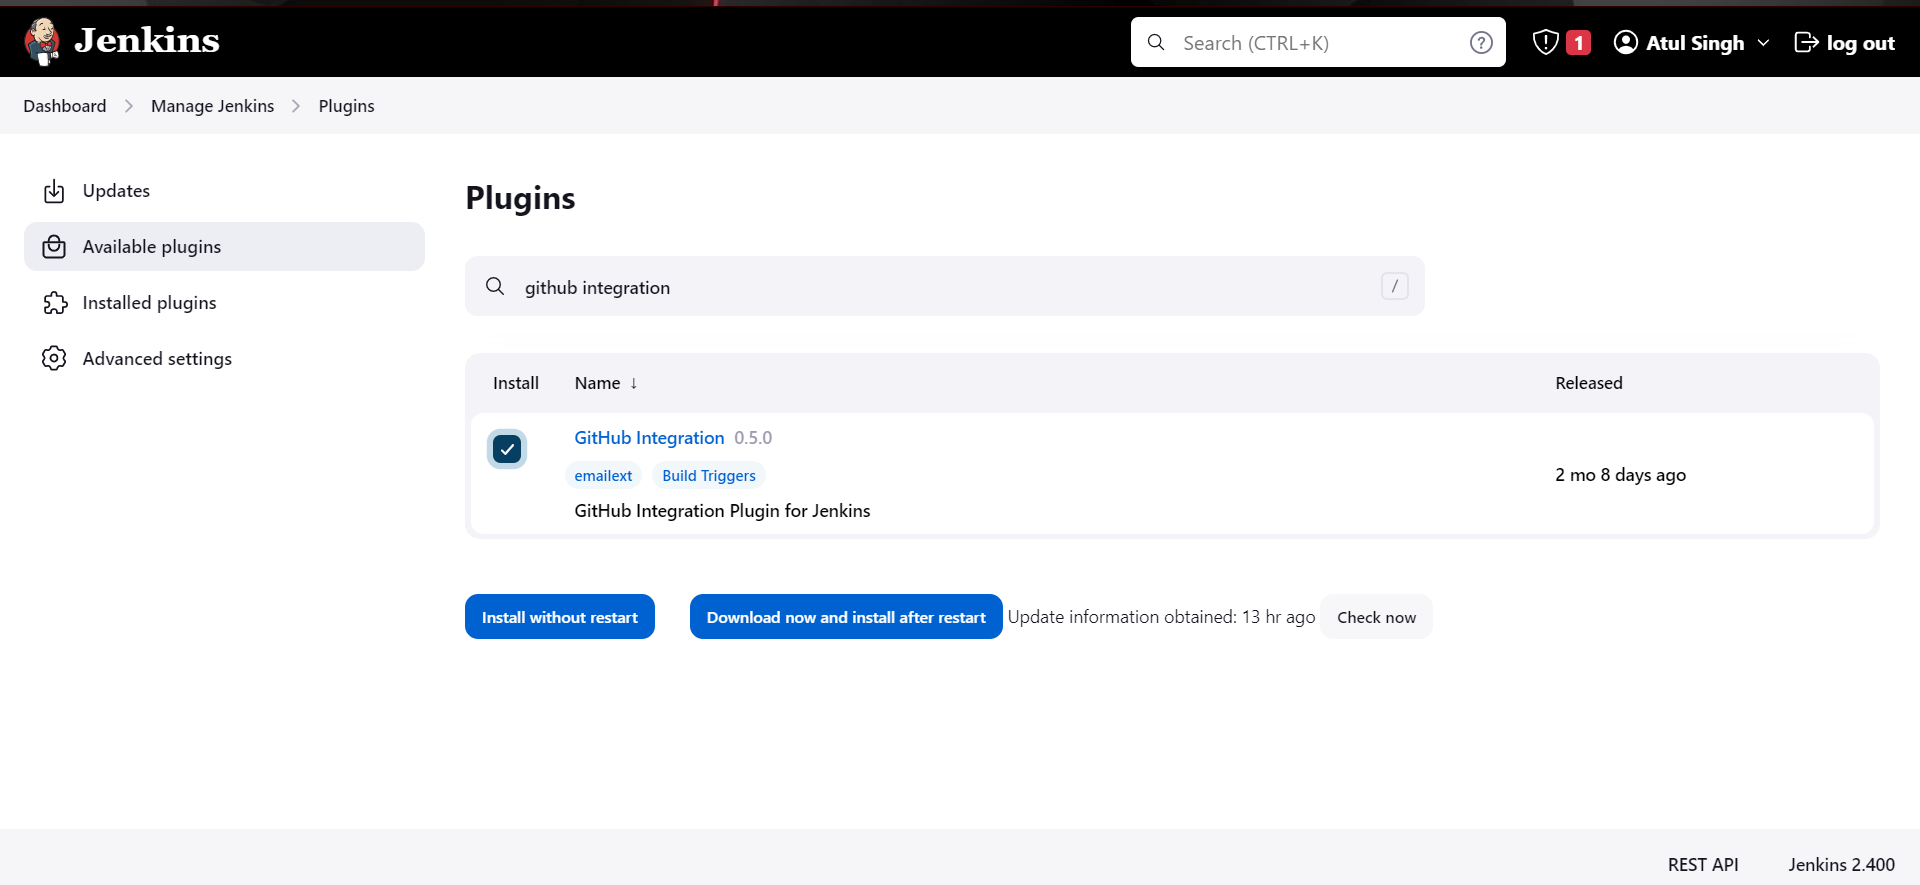 Jenkins
Search (CTRL+K)
?
1
Atul Singh
log out
Dashboard
Manage Jenkins
Plugins
Updates
Available plugins
Installed plugins
Advanced settings
Plugins
github integration
/
Install
Name ↓
Released
GitHub Integration 0.5.0
emailext
Build Triggers
GitHub Integration Plugin for Jenkins
2 mo 8 days ago
Install without restart
Download now and install after restart
Update information obtained: 13 hr ago
Check now
REST API
Jenkins 2.400